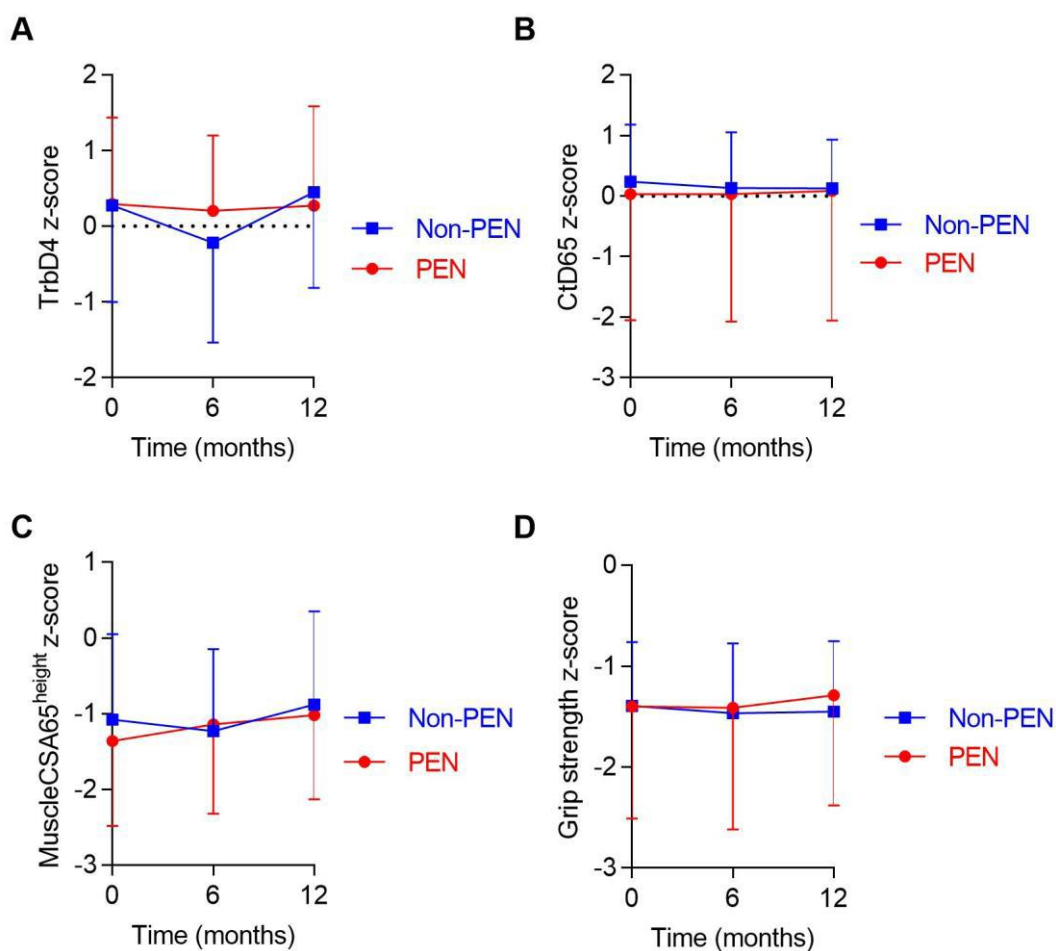 A
TrbD4 z-score
2
1
0
-1
-2
0 6 12
Time (months)
Non-PEN
PEN
B
CtD65 z-score
2
1
0
-1
-2
-3
0 6 12
Time (months)
Non-PEN
PEN
C
MuscleCSA65height z-score
1
0
-1
-2
-3
0 6 12
Time (months)
Non-PEN
PEN
D
Grip strength z-score
0
-1
-2
-3
0 6 12
Time (months)
Non-PEN
PEN